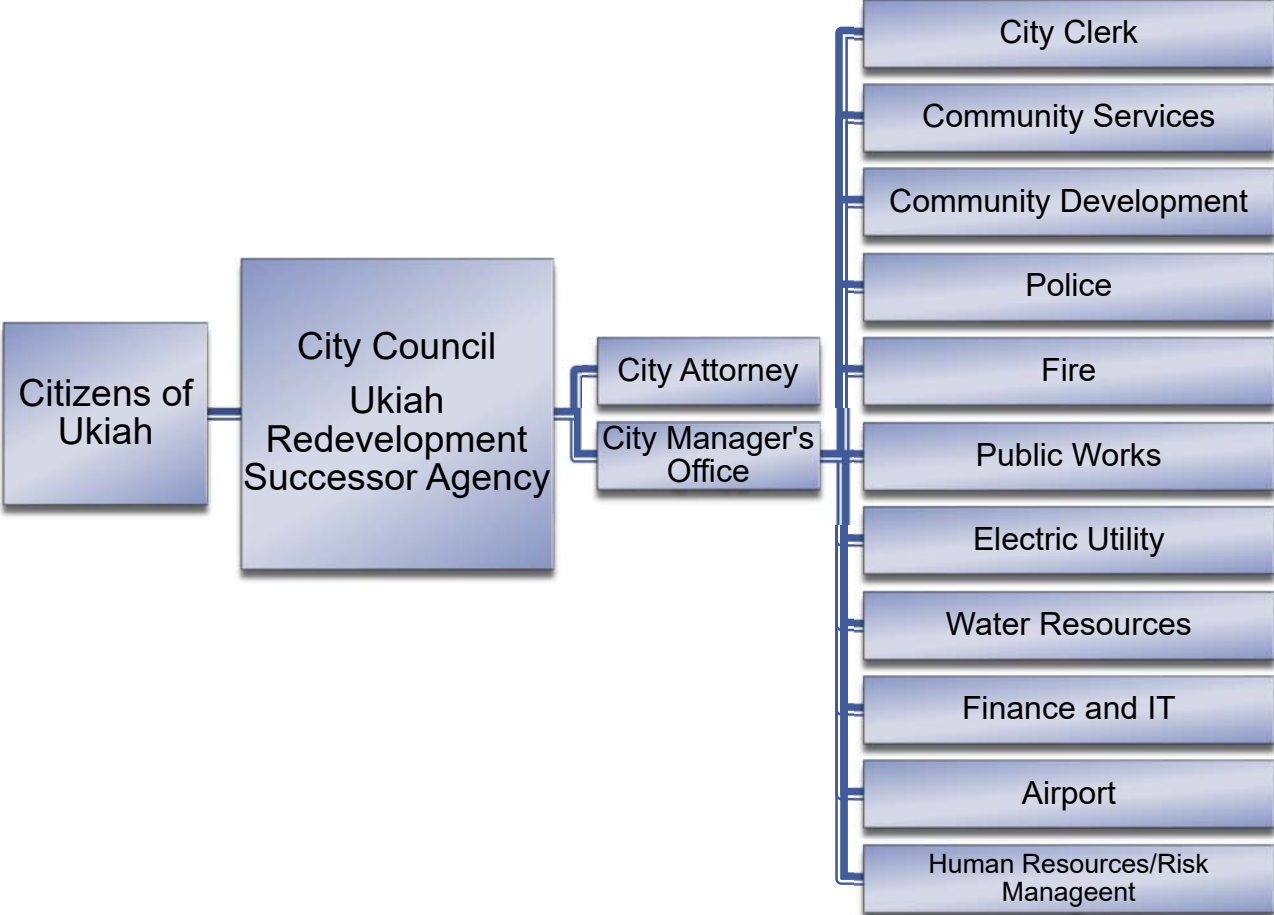 Citizens of
Ukiah
City Council
Ukiah
Redevelopment
Successor Agency
City Attorney
City Manager's
Office
City Clerk
Community Services
Community Development
Police
Fire
Public Works
Electric Utility
Water Resources
Finance and IT
Airport
Human Resources/Risk
Manageent